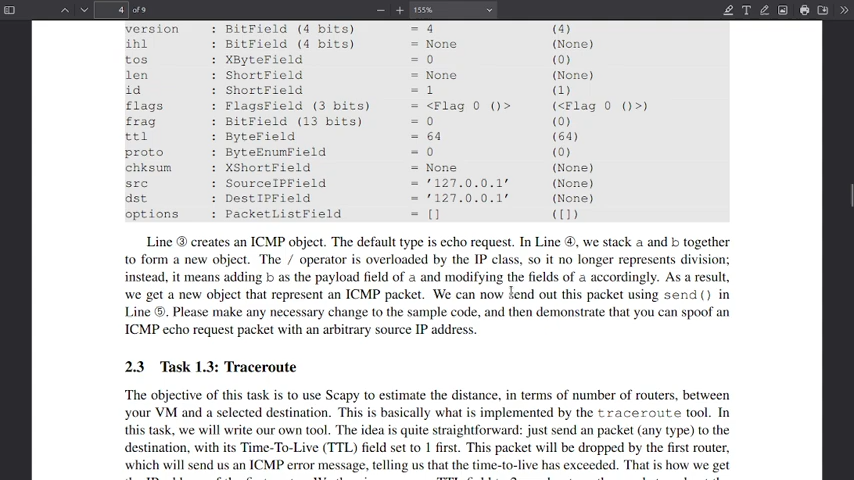 4 of 9 155%
version : BitField (4 bits) = 4 (4)
ihl : BitField (4 bits) = None (None)
tos : XByteField = 0 (0)
len : ShortField = None (None)
id : ShortField = 1 (1)
flags : FlagsField (3 bits) = <Flag 0 ()> (<Flag 0 ()>)
frag : BitField (13 bits) = 0 (0)
ttl : ByteField = 64 (64)
proto : ByteEnumField = 0 (0)
chksum : XShortField = None (None)
src : SourceIPField = ’127.0.0.1’ (None)
dst : DestIPField = ’127.0.0.1’ (None)
options : PacketListField = [] ([])
Line ③ creates an ICMP object. The default type is echo request. In Line ④, we stack a and b together
to form a new object. The / operator is overloaded by the IP class, so it no longer represents division;
instead, it means adding b as the payload field of a and modifying the fields of a accordingly. As a result,
we get a new object that represent an ICMP packet. We can now send out this packet using send() in
Line ⑤. Please make any necessary change to the sample code, and then demonstrate that you can spoof an
ICMP echo request packet with an arbitrary source IP address.
2.3 Task 1.3: Traceroute
The objective of this task is to use Scapy to estimate the distance, in terms of number of routers, between
your VM and a selected destination. This is basically what is implemented by the traceroute tool. In
this task, we will write our own tool. The idea is quite straightforward: just send an packet (any type) to the
destination, with its Time-To-Live (TTL) field set to 1 first. This packet will be dropped by the first router,
which will send us an ICMP error message, telling us that the time-to-live has exceeded. That is how we get